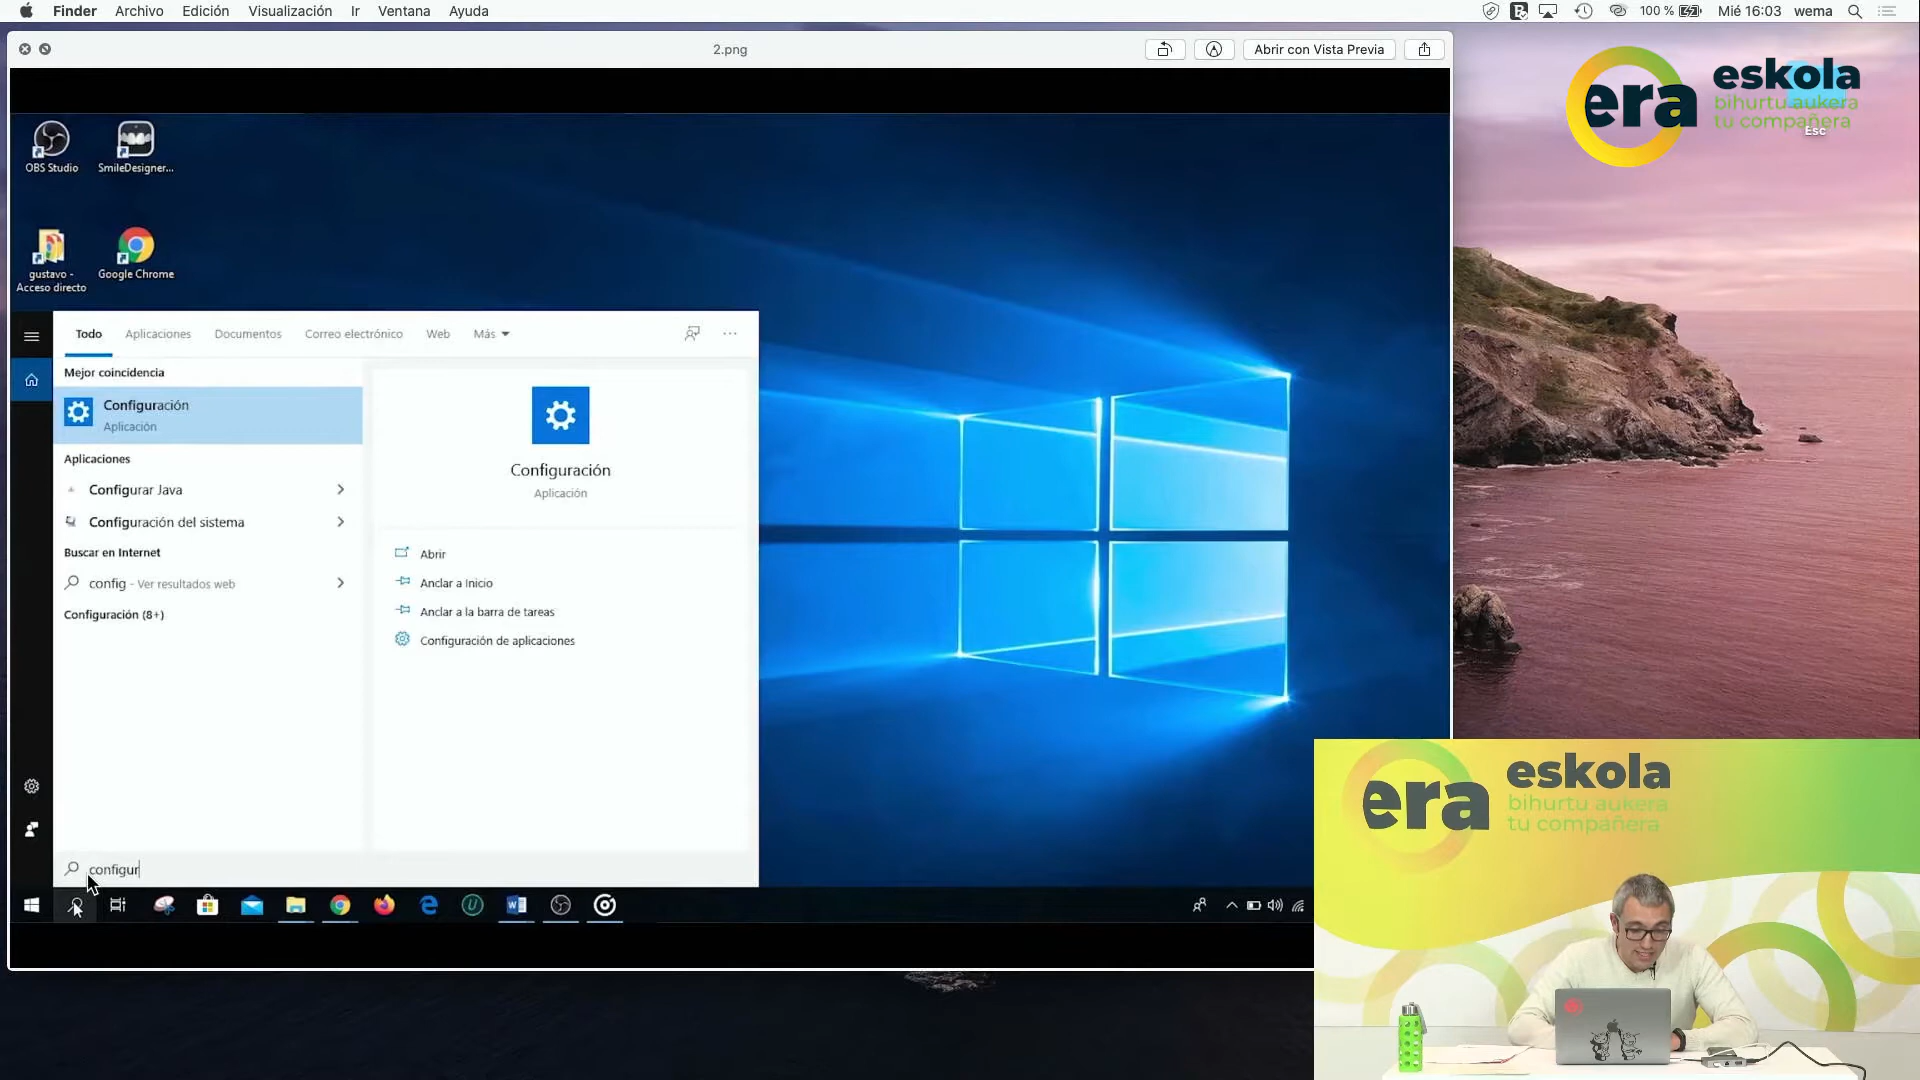 Finder Archivo Edición Visualización Ir Ventana Ayuda
100 % Mié 16:03 wema
2.png
Abrir con Vista Previa
era eskola
bihurtu aukera
tu compañera
Esc
OBS Studio
SmileDesigner...
gustavo -
Acceso directo
Google Chrome
Todo Aplicaciones Documentos Correo electrónico Web Más
Mejor coincidencia
Configuración
Aplicación
Aplicaciones
Configurar Java
Configuración del sistema
Buscar en Internet
config - Ver resultados web
Configuración (8+)
Configuración
Aplicación
Abrir
Anclar a Inicio
Anclar a la barra de tareas
Configuración de aplicaciones
configur
era eskola
bihurtu aukera
tu compañera